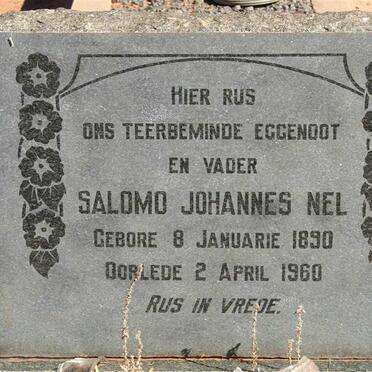 HIER RUS
ONS TEERBEMINDE EGGENOOT
EN VADER
SALOMO JOHANNES NEL
GEBORE 8 JANUARIE 1890
OORLEDE 2 APRIL 1960
RUS IN VREDE.